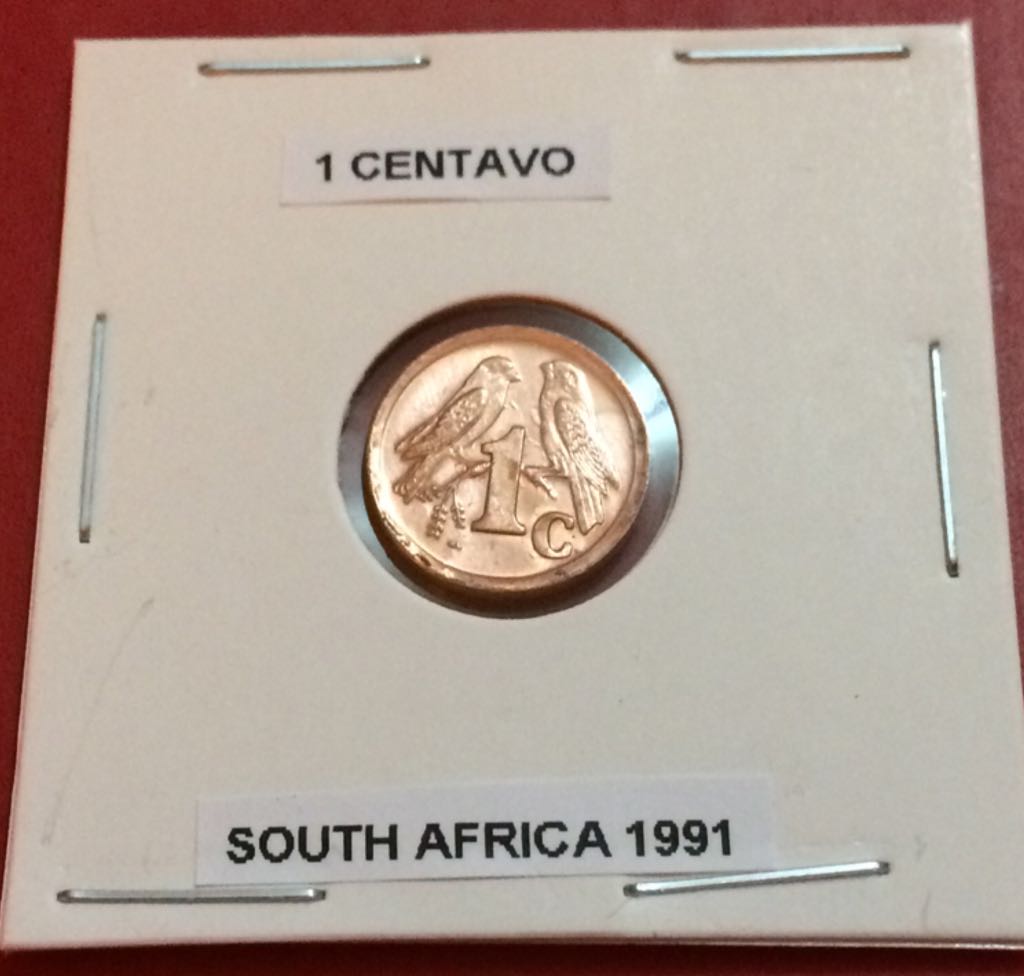 1 CENTAVO
1
C
SOUTH AFRICA 1991